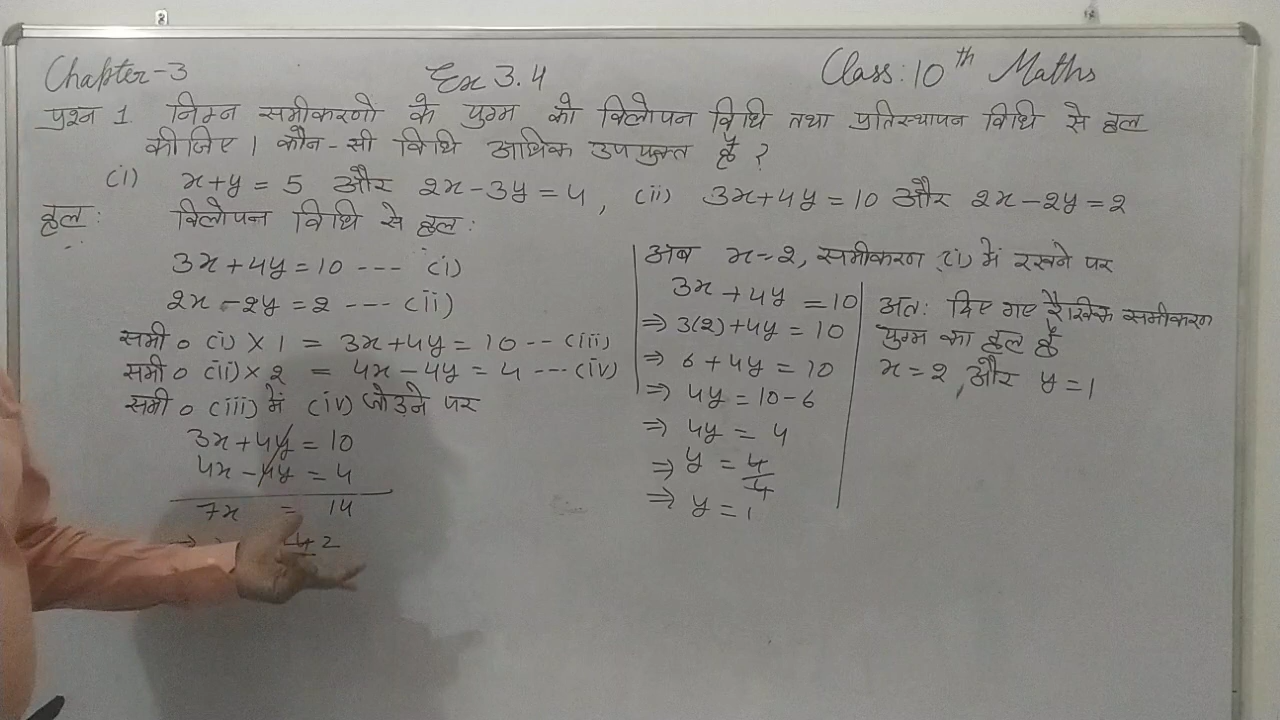 Chapter-3 Ex 3.4 Class: 10th Maths
प्रश्न 1. निम्न समीकरणों के युग्म को विलोपन विधि तथा प्रतिस्थापन विधि से हल
कीजिए। कौन-सी विधि अधिक उपयुक्त है?
(i) x+y = 5 और 2x-3y=4, (ii) 3x+4y=10 और 2x-2y=2
हल: विलोपन विधि से हल:
3x+4y=10 --- (i)
2x-2y=2 --- (ii)
समी० (i) × 1 = 3x+4y=10 -- (iii)
समी० (ii) × 2 = 4x-4y=4 --- (iv)
समी० (iii) में (iv) जोड़ने पर
3x+4y = 10
4x-4y = 4
7x = 14
अब x=2, समीकरण (i) में रखने पर
3x+4y=10
⇒ 3(2)+4y=10
⇒ 6+4y=10
⇒ 4y=10-6
⇒ 4y = 4
⇒ y = 4/4
⇒ y = 1
अतः दिए गए रैखिक समीकरण
युग्म का हल है
x=2, और y=1